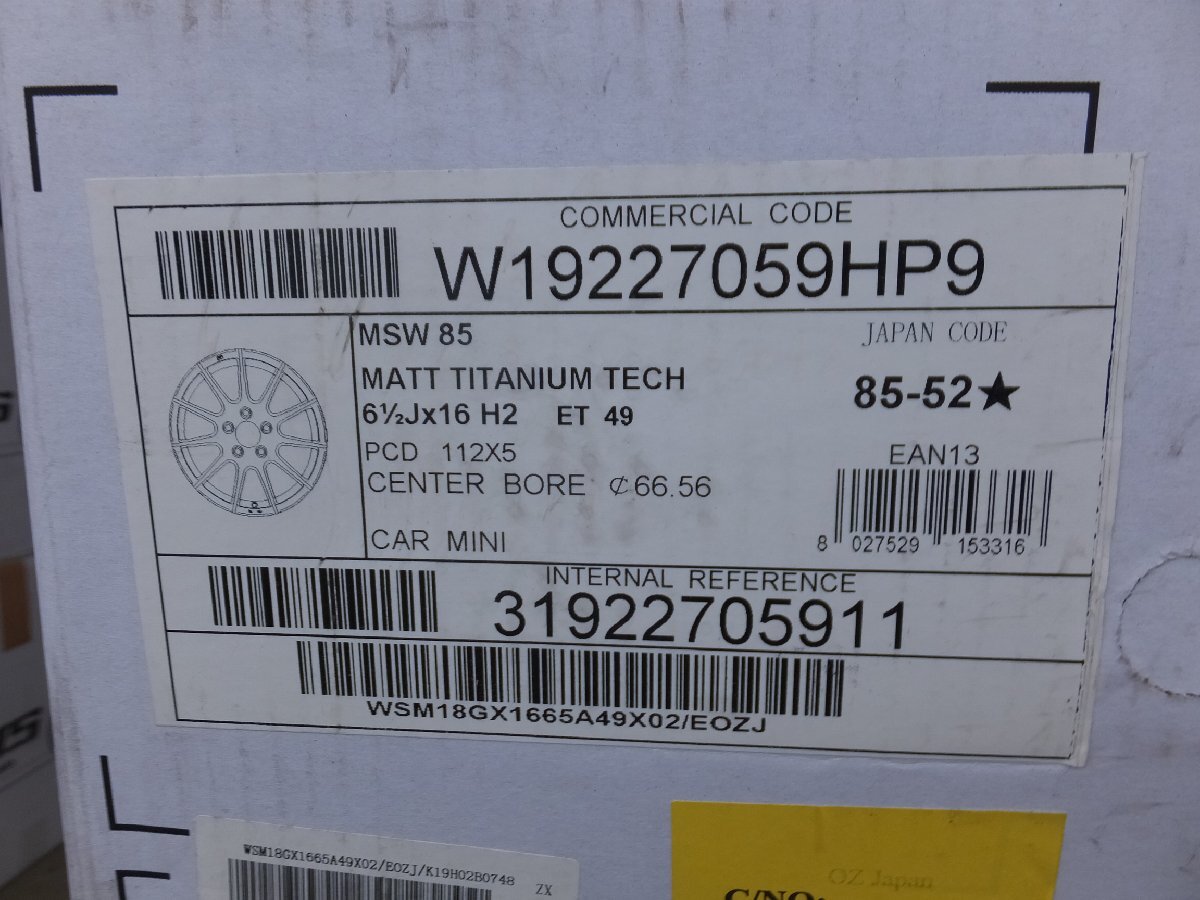 COMMERCIAL CODE
W19227059HP9
MSW 85
JAPAN CODE
MATT TITANIUM TECH
85-52★
6½Jx16 H2 ET 49
PCD 112X5
EAN13
CENTER BORE ¢66.56
8 027529 153316
CAR MINI
INTERNAL REFERENCE
31922705911
WSM18GX1665A49X02/EOZJ
WSM18GX1665A49X02/EOZJ/K19H02B0748
ZX
OZ Japan
C/NO: